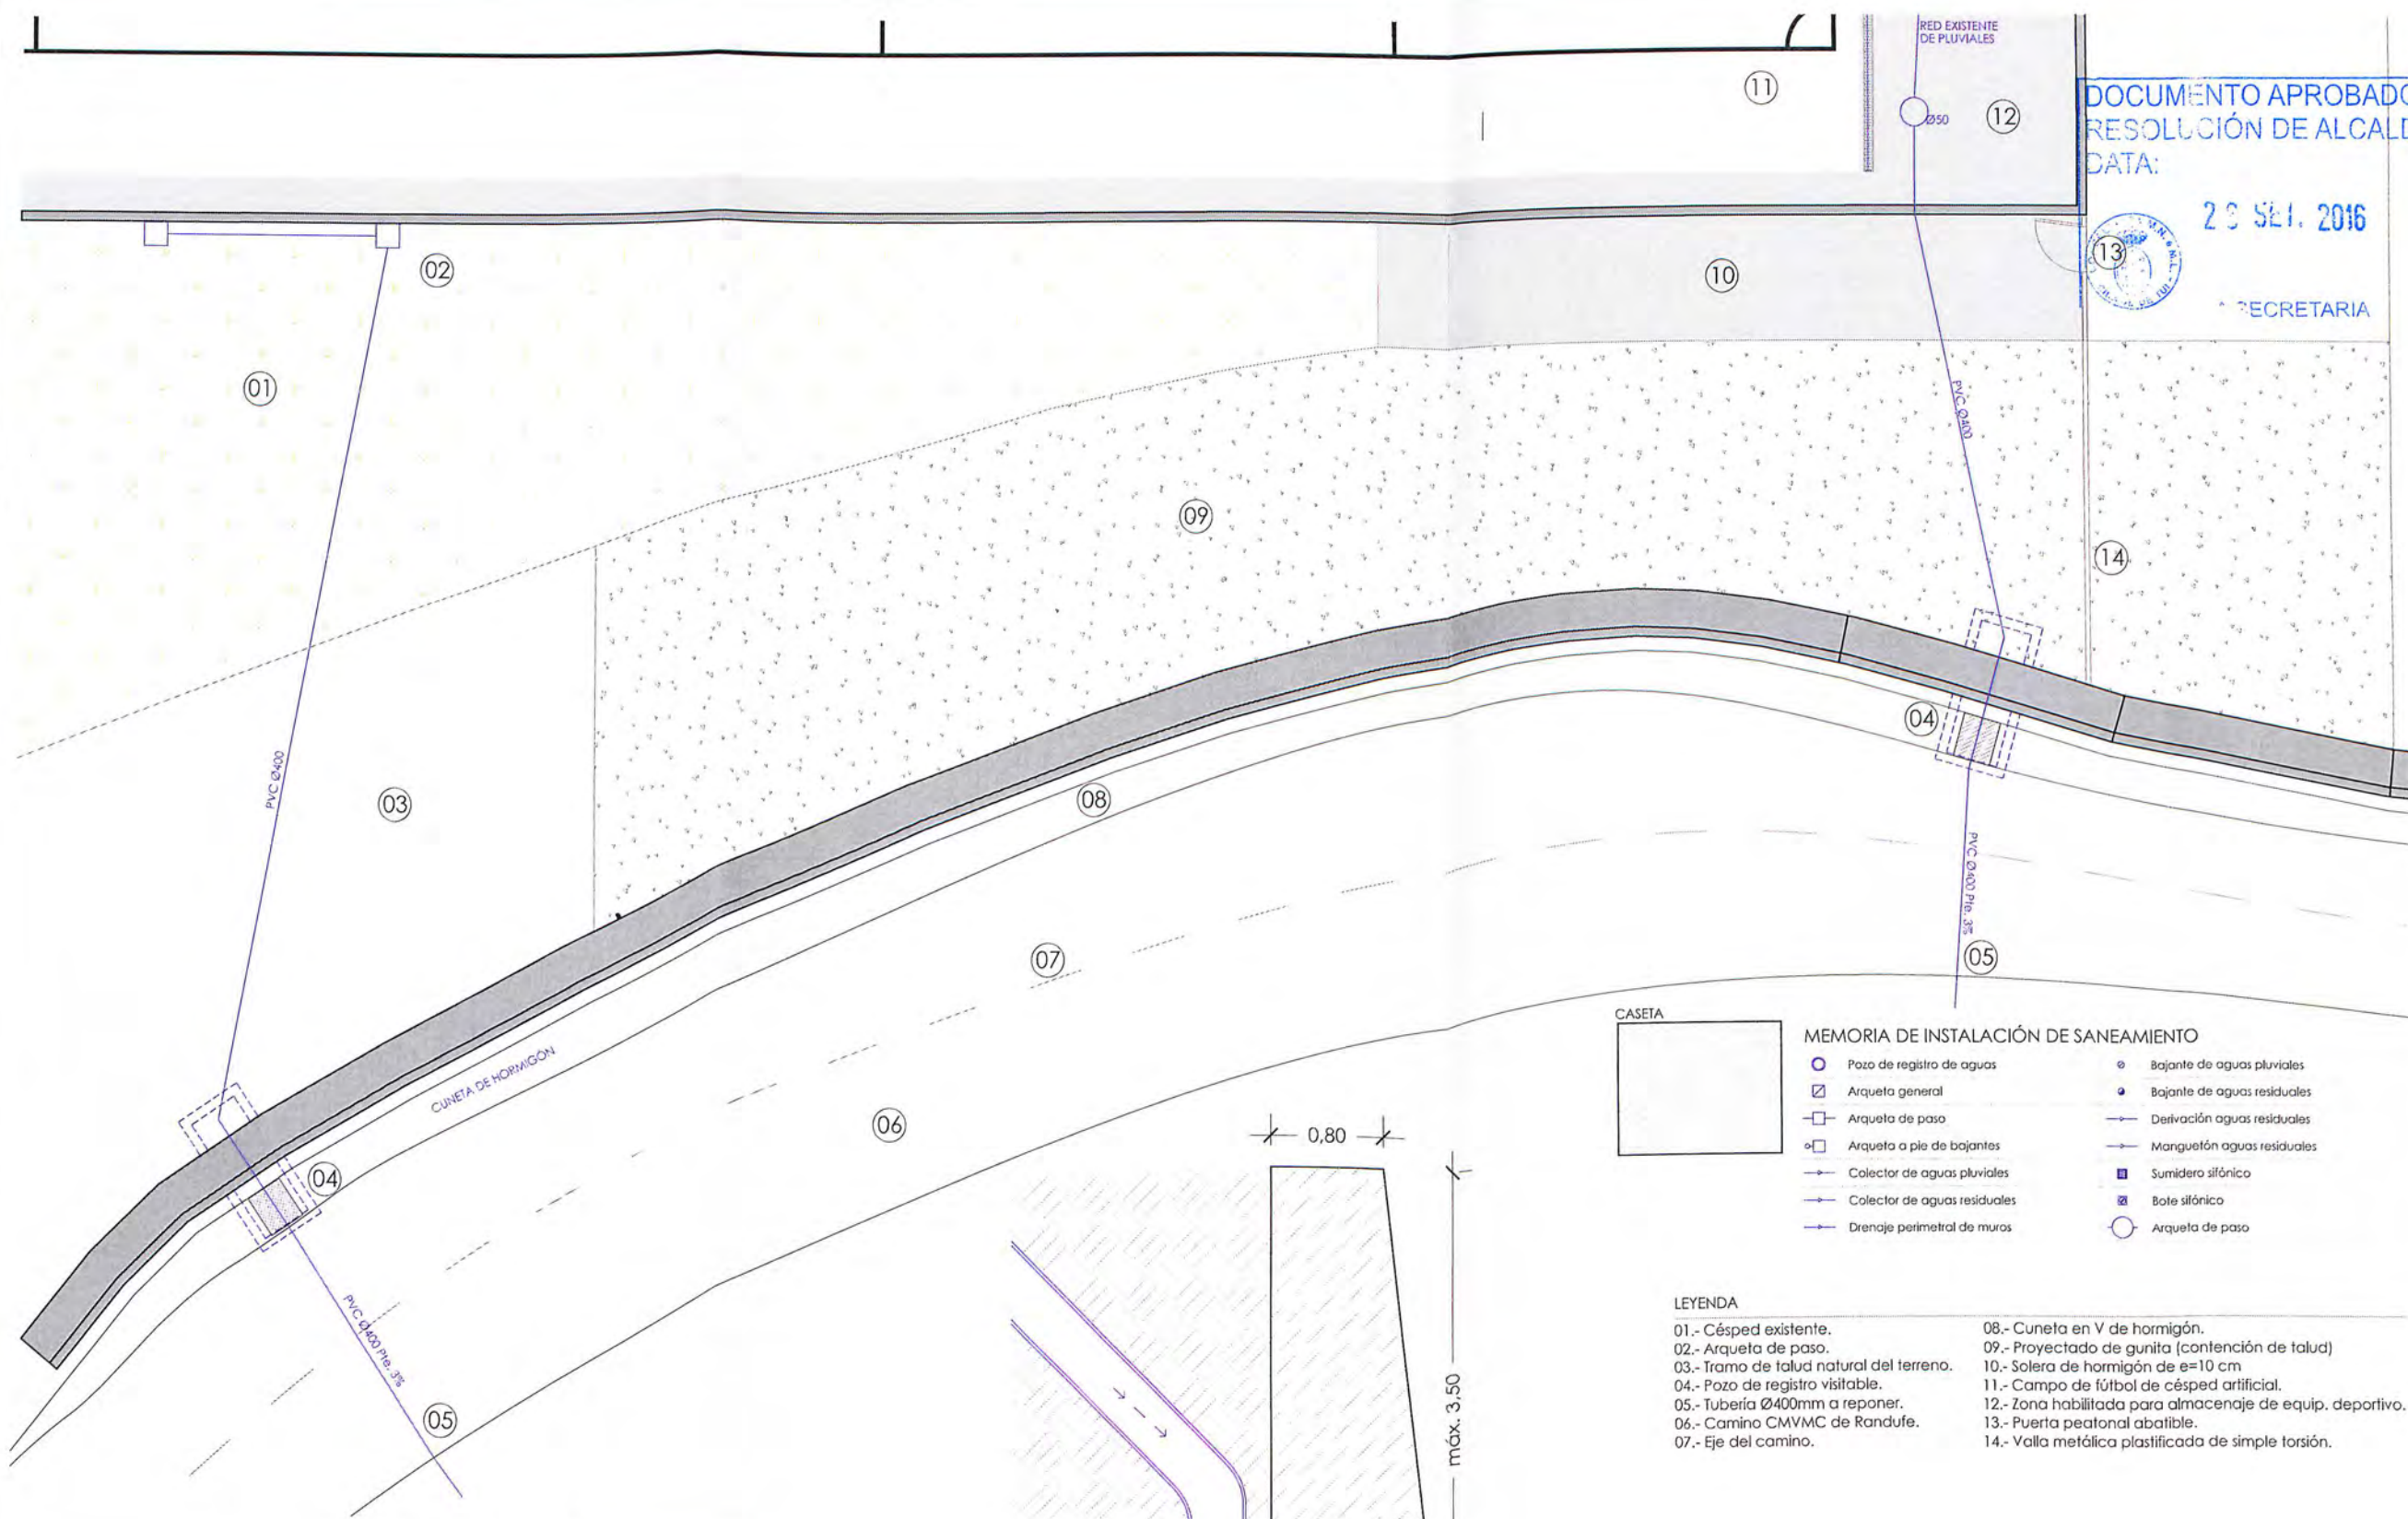 RED EXISTENTE
DE PLUVIALES
11
Ø50
12
DOCUMENTO APROBADO
RESOLUCIÓN DE ALCALD
DATA:
SET. 2016
13
SECRETARIA
02
10
01
PVC Ø400
09
14
PVC Ø400
03
04
08
PVC Ø400 Pte. 3%
07
05
CUNETA DE HORMIGÓN
06
04
PVC Ø400 Pte. 3%
05
0,80
máx. 3,50
CASETA
MEMORIA DE INSTALACIÓN DE SANEAMIENTO
Pozo de registro de aguas
Arqueta general
Arqueta de paso
Arqueta a pie de bajantes
Colector de aguas pluviales
Colector de aguas residuales
Drenaje perimetral de muros
Bajante de aguas pluviales
Bajante de aguas residuales
Derivación aguas residuales
Manguetón aguas residuales
Sumidero sifónico
Bote sifónico
Arqueta de paso
LEYENDA
01.- Césped existente.
02.- Arqueta de paso.
03.- Tramo de talud natural del terreno.
04.- Pozo de registro visitable.
05.- Tubería Ø400mm a reponer.
06.- Camino CMVMC de Randufe.
07.- Eje del camino.
08.- Cuneta en V de hormigón.
09.- Proyectado de gunita (contención de talud)
10.- Solera de hormigón de e=10 cm
11.- Campo de fútbol de césped artificial.
12.- Zona habilitada para almacenaje de equip. deportivo.
13.- Puerta peatonal abatible.
14.- Valla metálica plastificada de simple torsión.